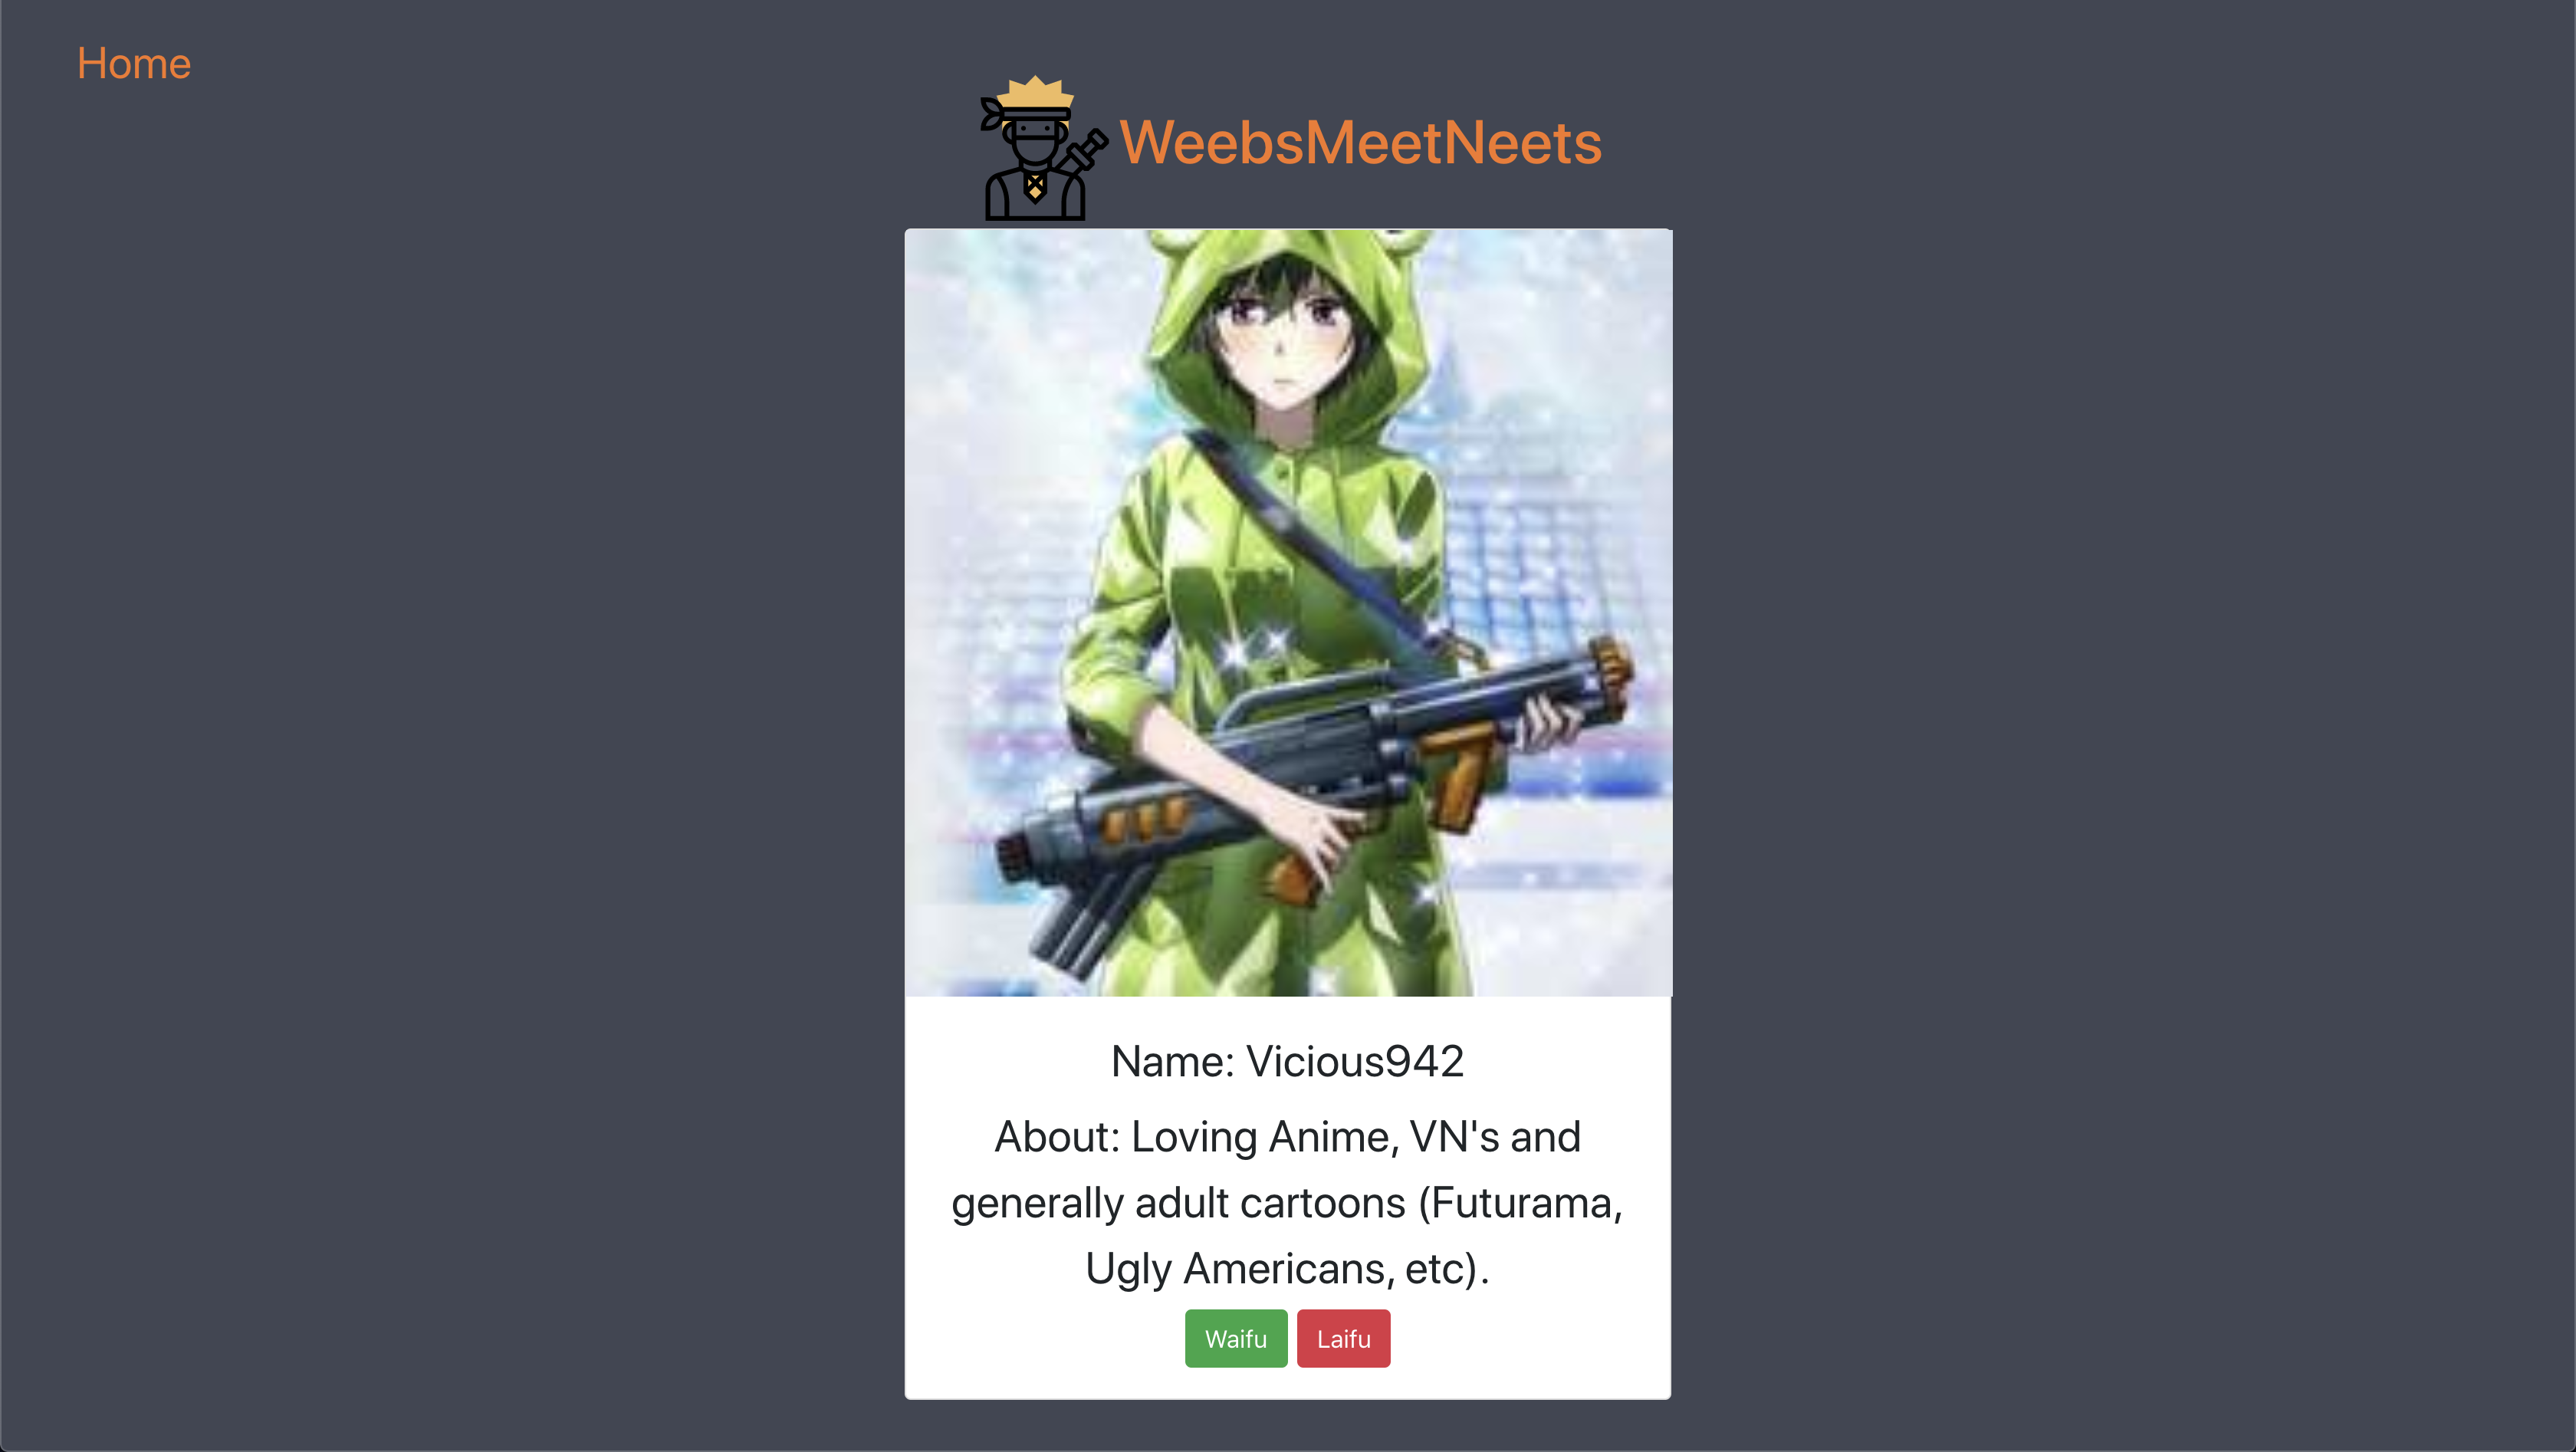 Home
WeebsMeetNeets
Name: Vicious942
About: Loving Anime, VN's and
generally adult cartoons (Futurama,
Ugly Americans, etc).
Waifu
Laifu